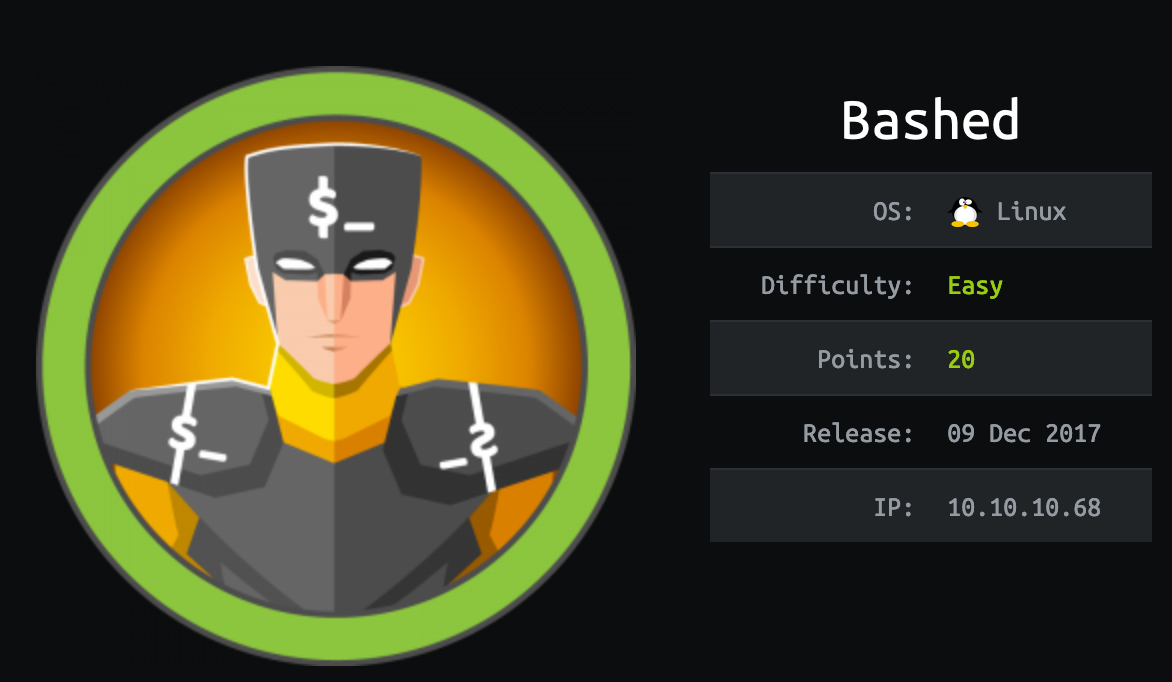 Bashed
OS: Linux
Difficulty: Easy
Points: 20
Release: 09 Dec 2017
IP: 10.10.10.68
$_
$_
$_